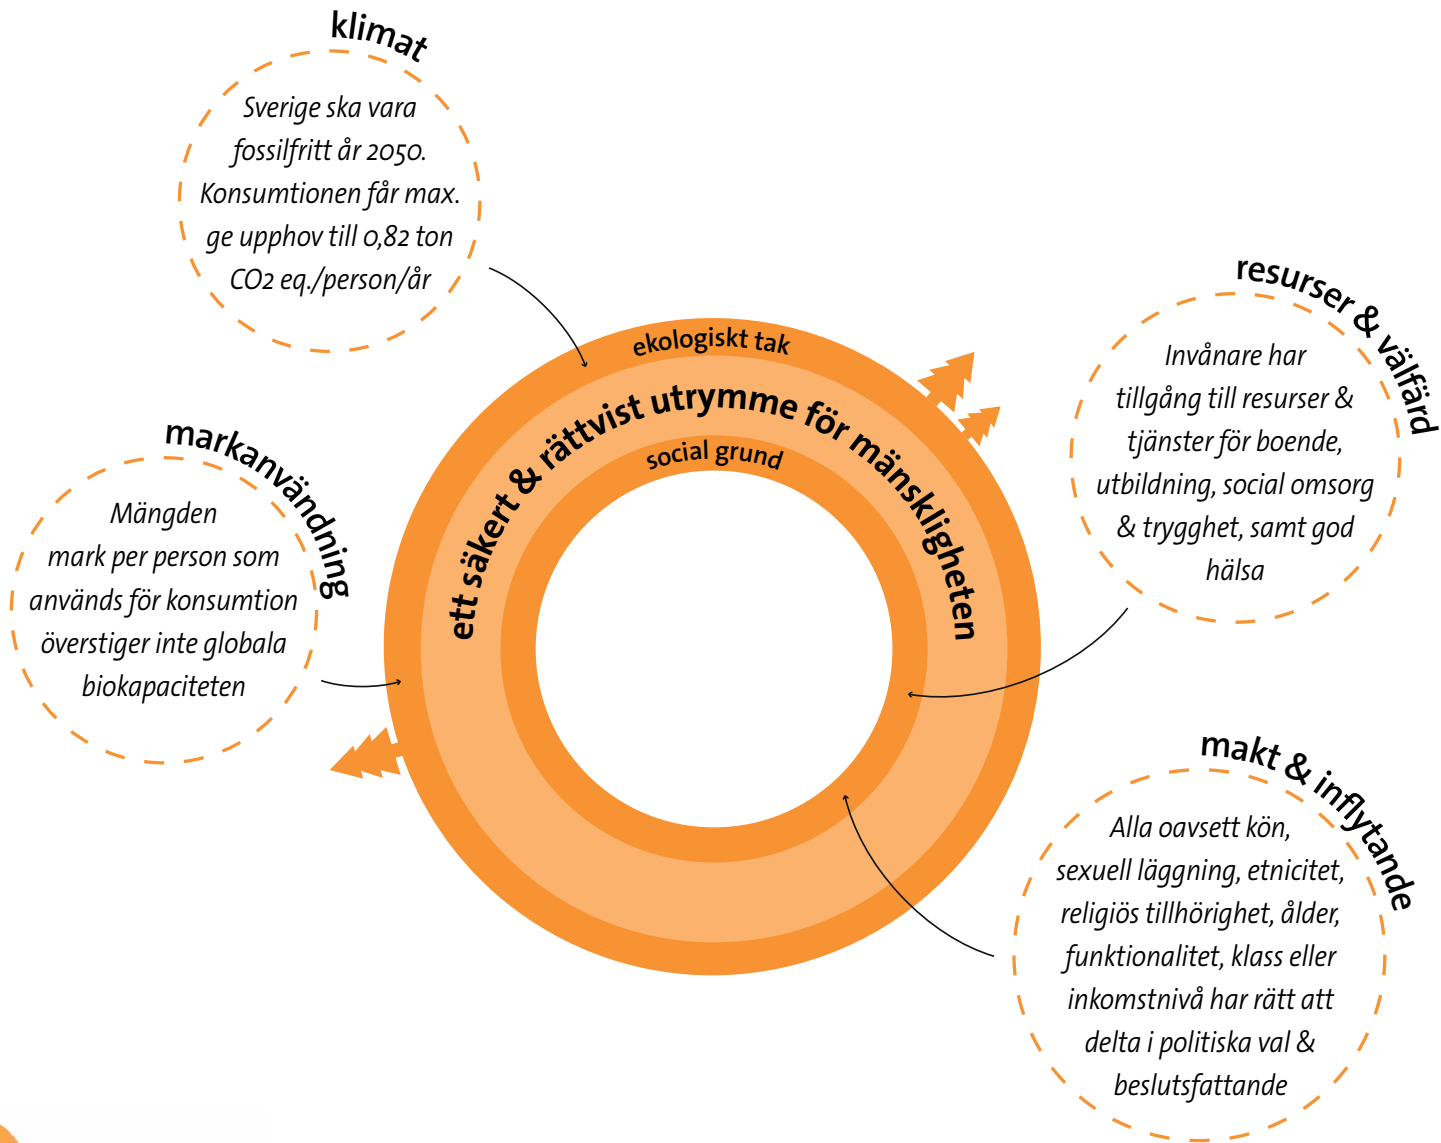 klimat
Sverige ska vara
fossilfritt år 2050.
Konsumtionen får max.
ge upphov till 0,82 ton
CO2 eq./person/år
markanvändning
Mängden
mark per person som
används för konsumtion
överstiger inte globala
biokapaciteten
ekologiskt tak
ett säkert & rättvist utrymme för mänskligheten
social grund
resurser & välfärd
Invånare har
tillgång till resurser &
tjänster för boende,
utbildning, social omsorg
& trygghet, samt god
hälsa
makt & inflytande
Alla oavsett kön,
sexuell läggning, etnicitet,
religiös tillhörighet, ålder,
funktionalitet, klass eller
inkomstnivå har rätt att
delta i politiska val &
beslutsfattande